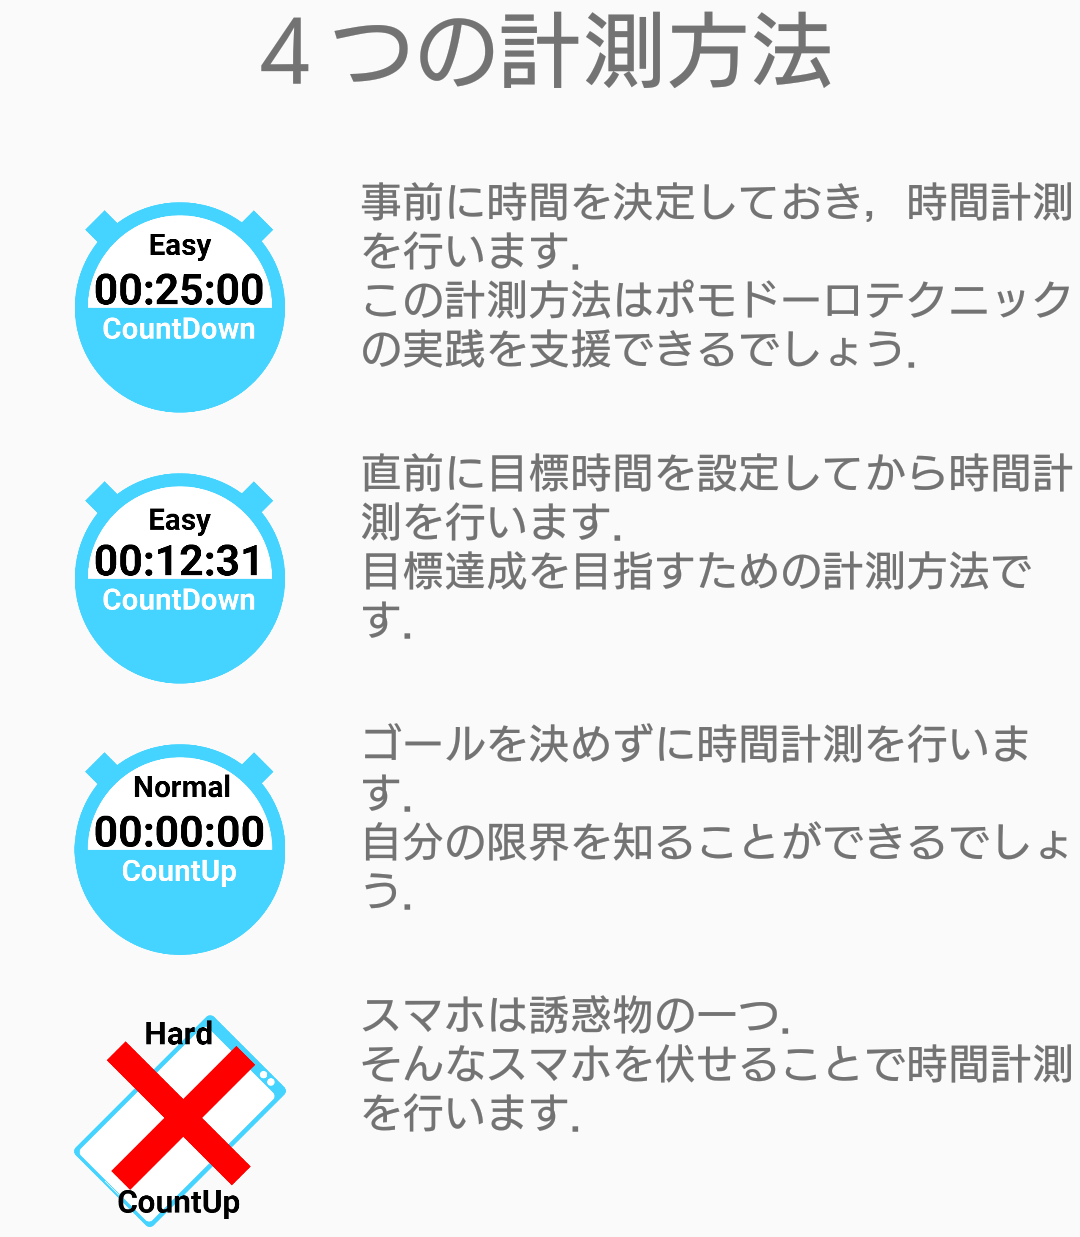 4つの計測方法
Easy
00:25:00
CountDown
事前に時間を決定しておき，時間計測
を行います．
この計測方法はポモドーロテクニック
の実践を支援できるでしょう．
Easy
00:12:31
CountDown
直前に目標時間を設定してから時間計
測を行います．
目標達成を目指すための計測方法で
す．
Normal
00:00:00
CountUp
ゴールを決めずに時間計測を行いま
す．
自分の限界を知ることができるでしょ
う．
Hard
CountUp
スマホは誘惑物の一つ．
そんなスマホを伏せることで時間計測
を行います．